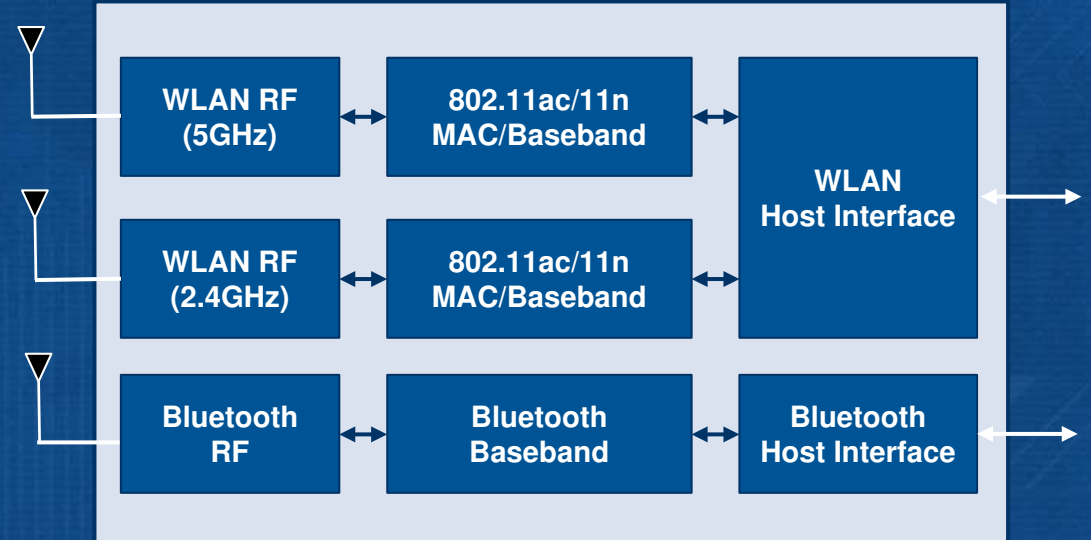 WLAN RF
(5GHz)
802.11ac/11n
MAC/Baseband
WLAN
Host Interface
WLAN RF
(2.4GHz)
802.11ac/11n
MAC/Baseband
Bluetooth
RF
Bluetooth
Baseband
Bluetooth
Host Interface